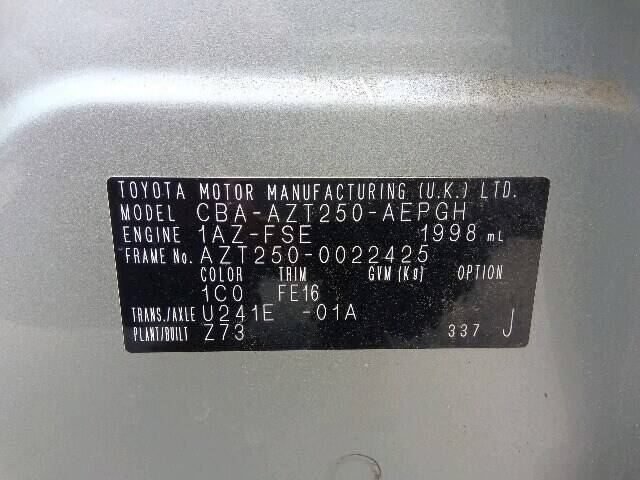 TOYOTA MOTOR MANUFACTURING (U.K.) LTD.
MODEL CBA-AZT250-AEPGH
ENGINE 1AZ-FSE 1998 mL
FRAME No. AZT250-0022425
COLOR TRIM GVM (Kg) OPTION
1C0 FE16
TRANS./AXLE U241E -01A
PLANT/BUILT Z73 337 J